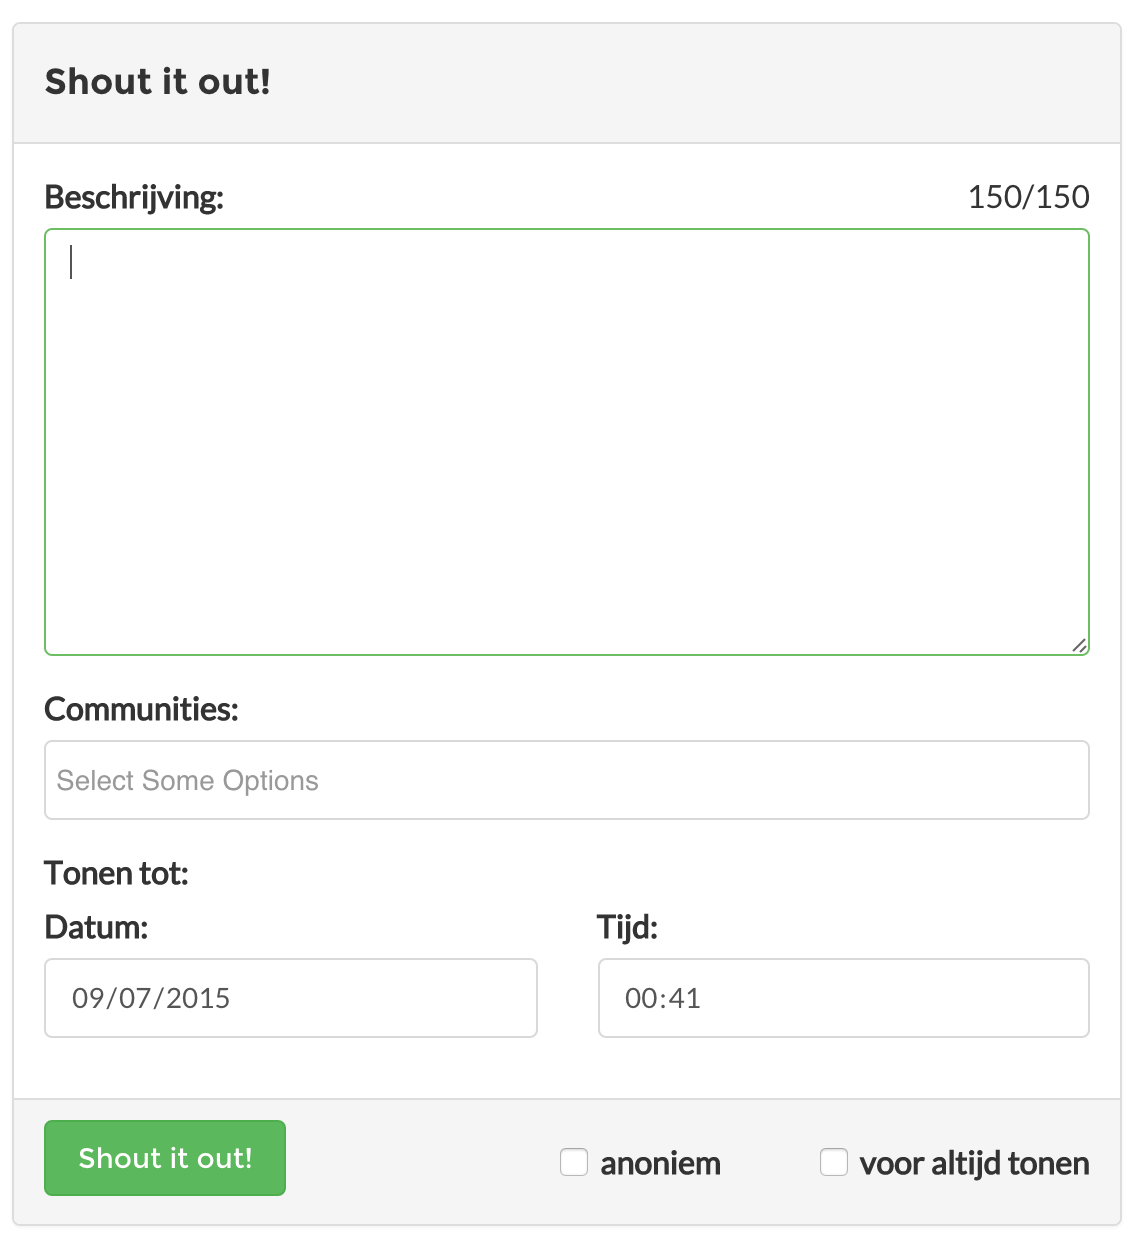 Shout it out!
Beschrijving: 150/150
Communities:
Select Some Options
Tonen tot:
Datum: Tijd:
09/07/2015 00:41
Shout it out! anoniem voor altijd tonen